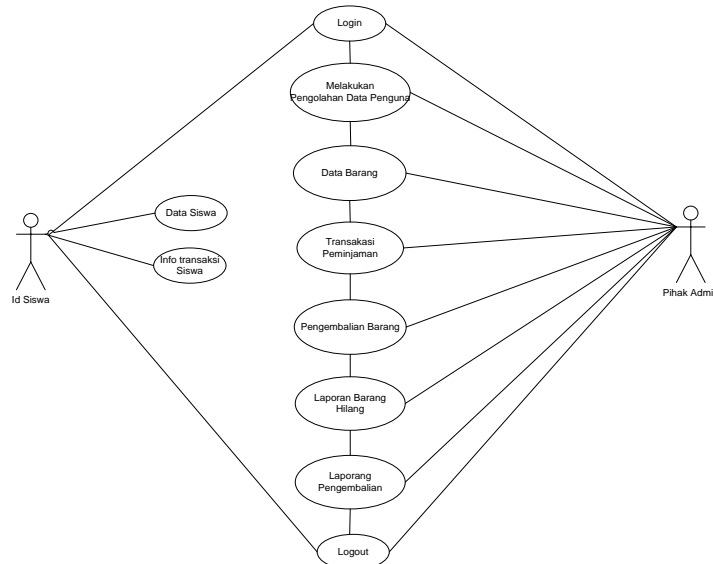 Login
Melakukan
Pengolahan Data Penguna
Data Barang
Data Siswa
Transakasi
Peminjaman
Info transaksi
Siswa
Id Siswa
Pihak Admi
Pengembalian Barang
Laporan Barang
Hilang
Laporang
Pengembalian
Logout